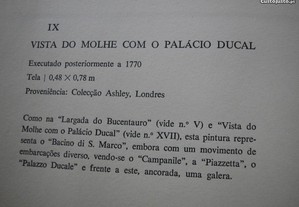 CustoJusto.pt
IX
VISTA DO MOLHE COM O PALÁCIO DUCAL
Executado posteriormente a 1770
Tela | 0,48 × 0,78 m
Proveniência: Colecção Ashley, Londres
Como na "Largada do Bucentauro" (vide n.º V) e "Vista
do Molhe com o Palácio Ducal" (vide n.º XVII), esta pintura repre-
senta o "Bacino di S. Marco", embora com um movimento de
embarcações diverso, vendo-se o "Campanile", a "Piazzetta", o
"Palazzo Ducale" e frente a este, ancorada, uma galera.